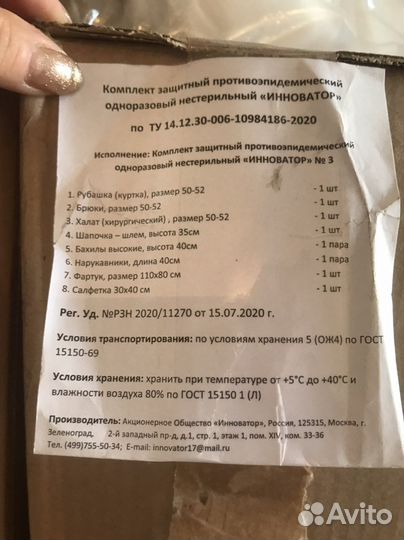 Комплект защитный противоэпидемический
одноразовый нестерильный «ИННОВАТОР»
по ТУ 14.12.30-006-10984186-2020
Исполнение: Комплект защитный противоэпидемический
одноразовый нестерильный «ИННОВАТОР» № 3
1. Рубашка (куртка), размер 50-52 - 1 шт
2. Брюки, размер 50-52 - 1 шт
3. Халат (хирургический) , размер 50-52 - 1 шт
4. Шапочка – шлем, высота 35см - 1 шт
5. Бахилы высокие, высота 40см - 1 пара
6. Нарукавники, длина 40см - 1 пара
7. Фартук, размер 110х80 см - 1 шт
8. Салфетка 30х40 см - 1 шт
Рег. Уд. №РЗН 2020/11270 от 15.07.2020 г.
Условия транспортирования: по условиям хранения 5 (ОЖ4) по ГОСТ
15150-69
Условия хранения: хранить при температуре от +5°С до +40°С и
влажности воздуха 80% по ГОСТ 15150 1 (Л)
Производитель: Акционерное Общество «Инноватор», Россия, 125315, Москва, г.
Зеленоград, 2-й западный пр-д, д.1, стр. 1, этаж 1, пом. XIV, ком. 33-36
Тел. (499)755-50-34; E-mail: innovator17@mail.ru
Avito